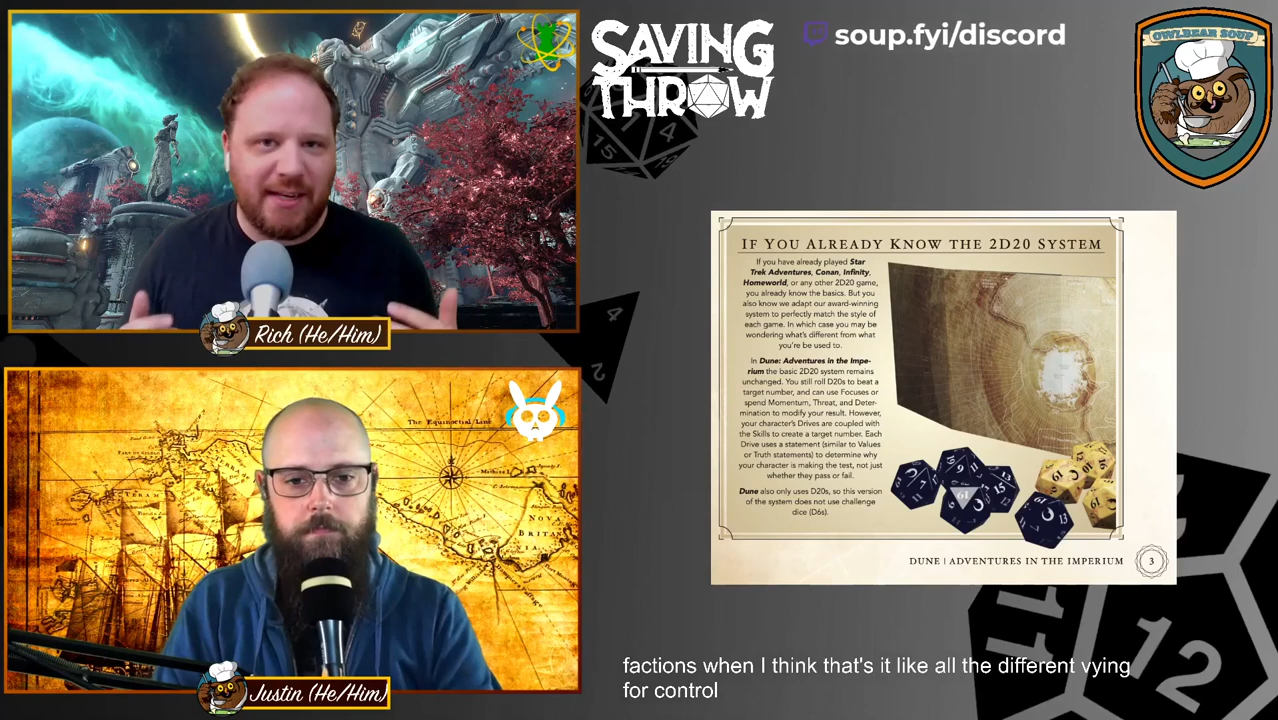 SAVING
THROW
soup.fyi/discord
OWLBEAR SOUP
Rich (He/Him)
The Equinoctial Line
NOVA
BRITAN
Justin (He/Him)
IF YOU ALREADY KNOW THE 2D20 SYSTEM
If you have already played Star
Trek Adventures, Conan, Infinity,
Homeworld, or any other 2D20 game,
you already know the basics. But you
also know we adapt our award-winning
system to perfectly match the style of
each game. In which case you may be
wondering what's different from what
you're be used to.
In Dune: Adventures in the Impe-
rium the basic 2D20 system remains
unchanged. You still roll D20s to beat a
target number, and can use Focuses or
spend Momentum, Threat, and Deter-
mination to modify your result. However,
your character's Drives are coupled with
the Skills to create a target number. Each
Drive uses a statement (similar to Values
or Truth statements) to determine why
your character is making the test, not just
whether they pass or fail.
Dune also only uses D20s, so this version
of the system does not use challenge
dice (D6s).
DUNE | ADVENTURES IN THE IMPERIUM 3
factions when I think that's it like all the different vying
for control